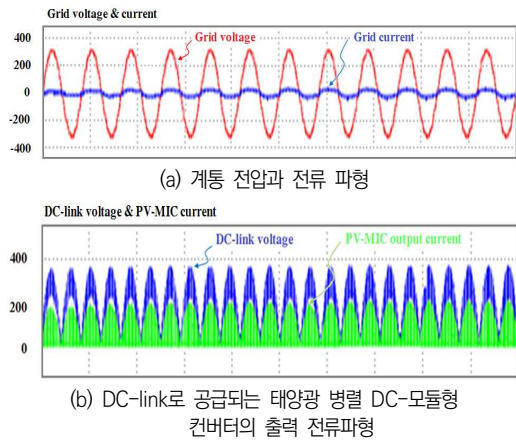 Grid voltage & current
400
Grid voltage
Grid current
200
0
-200
-400
(a) 계통 전압과 전류 파형
DC-link voltage & PV-MIC current
DC-link voltage
PV-MIC output current
400
200
0
(b) DC-link로 공급되는 태양광 병렬 DC-모듈형
컨버터의 출력 전류파형